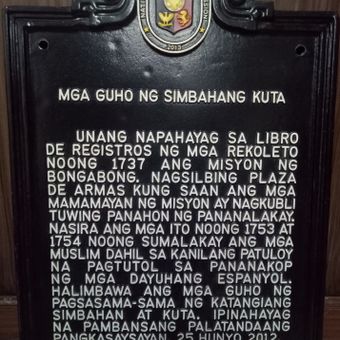 2013
MGA GUHO NG SIMBAHANG KUTA
UNANG NAPAHAYAG SA LIBRO
DE REGISTROS NG MGA REKOLETO
NOONG 1737 ANG MISYON NG
BONGABONG. NAGSILBING PLAZA
DE ARMAS KUNG SAAN ANG MGA
MAMAMAYAN NG MISYON AY NAGKUBLI
TUWING PANAHON NG PANANALAKAY.
NASIRA ANG MGA ITO NOONG 1753 AT
1754 NOONG SUMALAKAY ANG MGA
MUSLIM DAHIL SA KANILANG PATULOY
NA PAGTUTOL SA PANANAKOP
NG MGA DAYUHANG ESPANYOL.
HALIMBAWA ANG MGA GUHO NG
PAGSASAMA-SAMA NG KATANGIANG
SIMBAHAN AT KUTA. IPINAHAYAG
NA PAMBANSANG PALATANDAANG
PANGKASAYSAYAN, 25 HUNYO 2012.